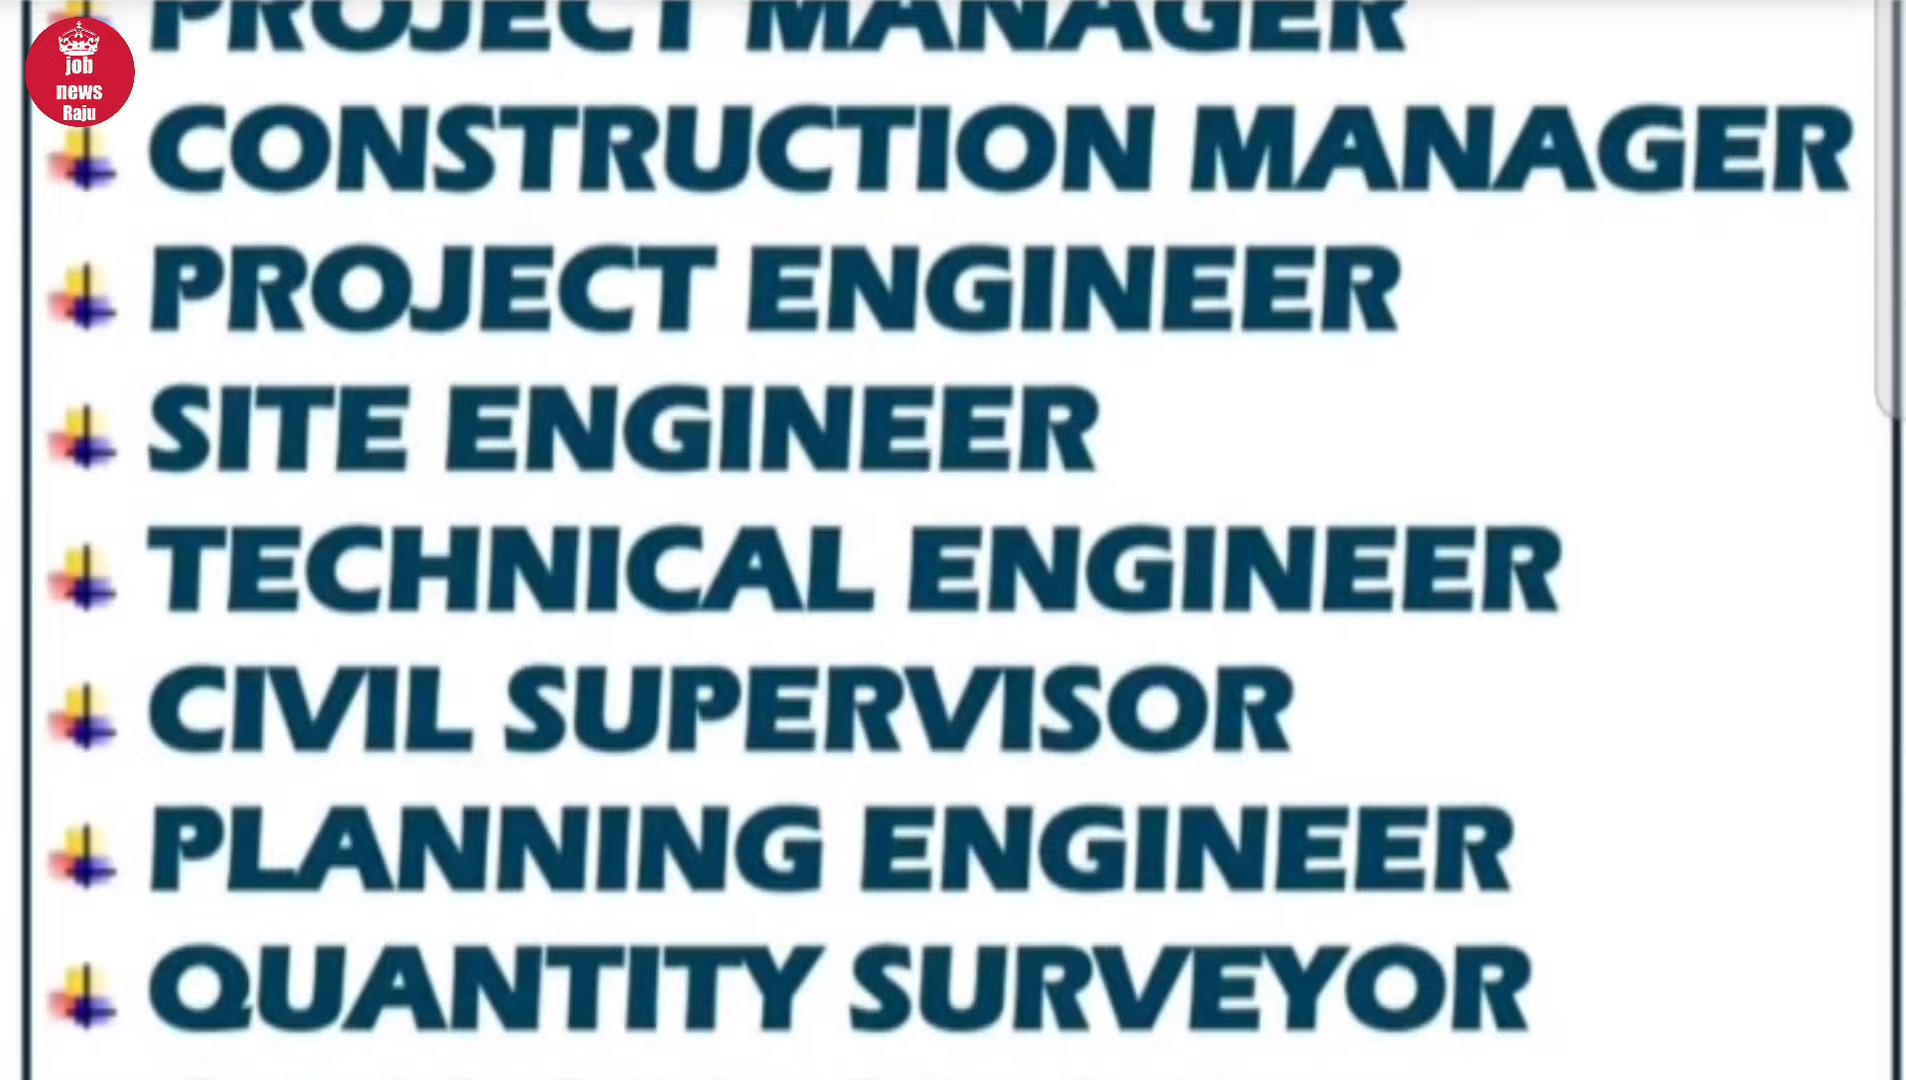 PROJECT MANAGER
job
news
Raju
CONSTRUCTION MANAGER
PROJECT ENGINEER
SITE ENGINEER
TECHNICAL ENGINEER
CIVIL SUPERVISOR
PLANNING ENGINEER
QUANTITY SURVEYOR